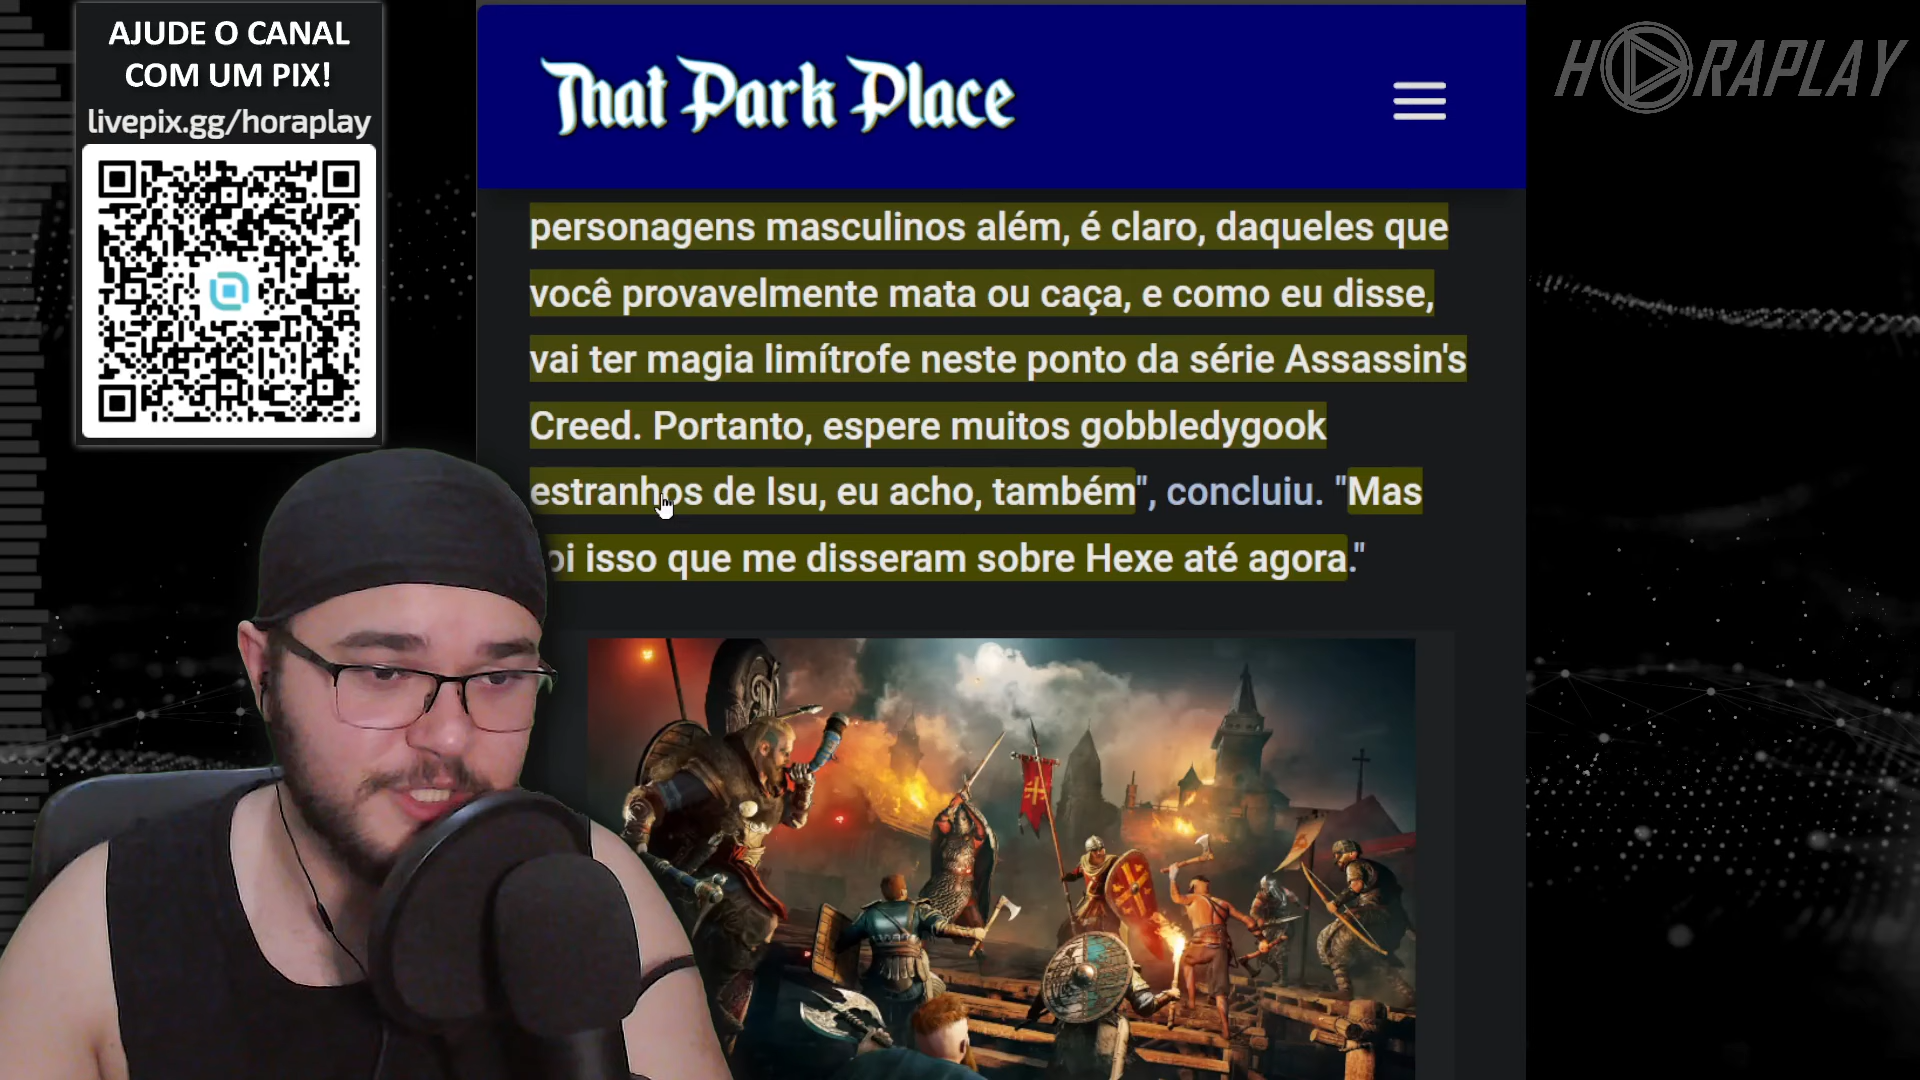 AJUDE O CANAL
COM UM PIX!
livepix.gg/horaplay
That Park Place
HORAPLAY
personagens masculinos além, é claro, daqueles que
você provavelmente mata ou caça, e como eu disse,
vai ter magia limítrofe neste ponto da série Assassin's
Creed. Portanto, espere muitos gobbledygook
estranhos de Isu, eu acho, também", concluiu. "Mas
oi isso que me disseram sobre Hexe até agora."